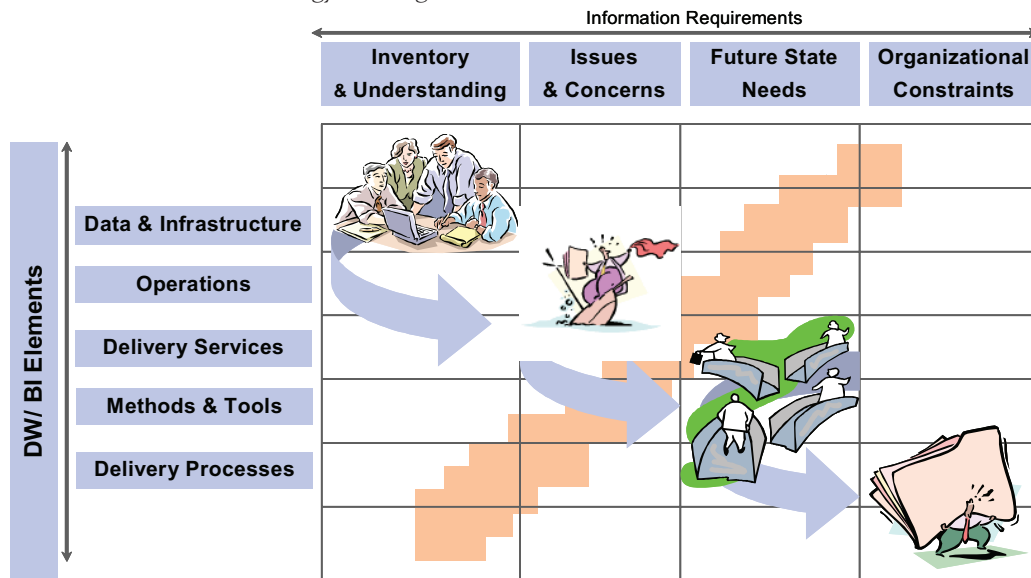 Information Requirements
Inventory
& Understanding
Issues
& Concerns
Future State
Needs
Organizational
Constraints
DW/ BI Elements
Data & Infrastructure
Operations
Delivery Services
Methods & Tools
Delivery Processes